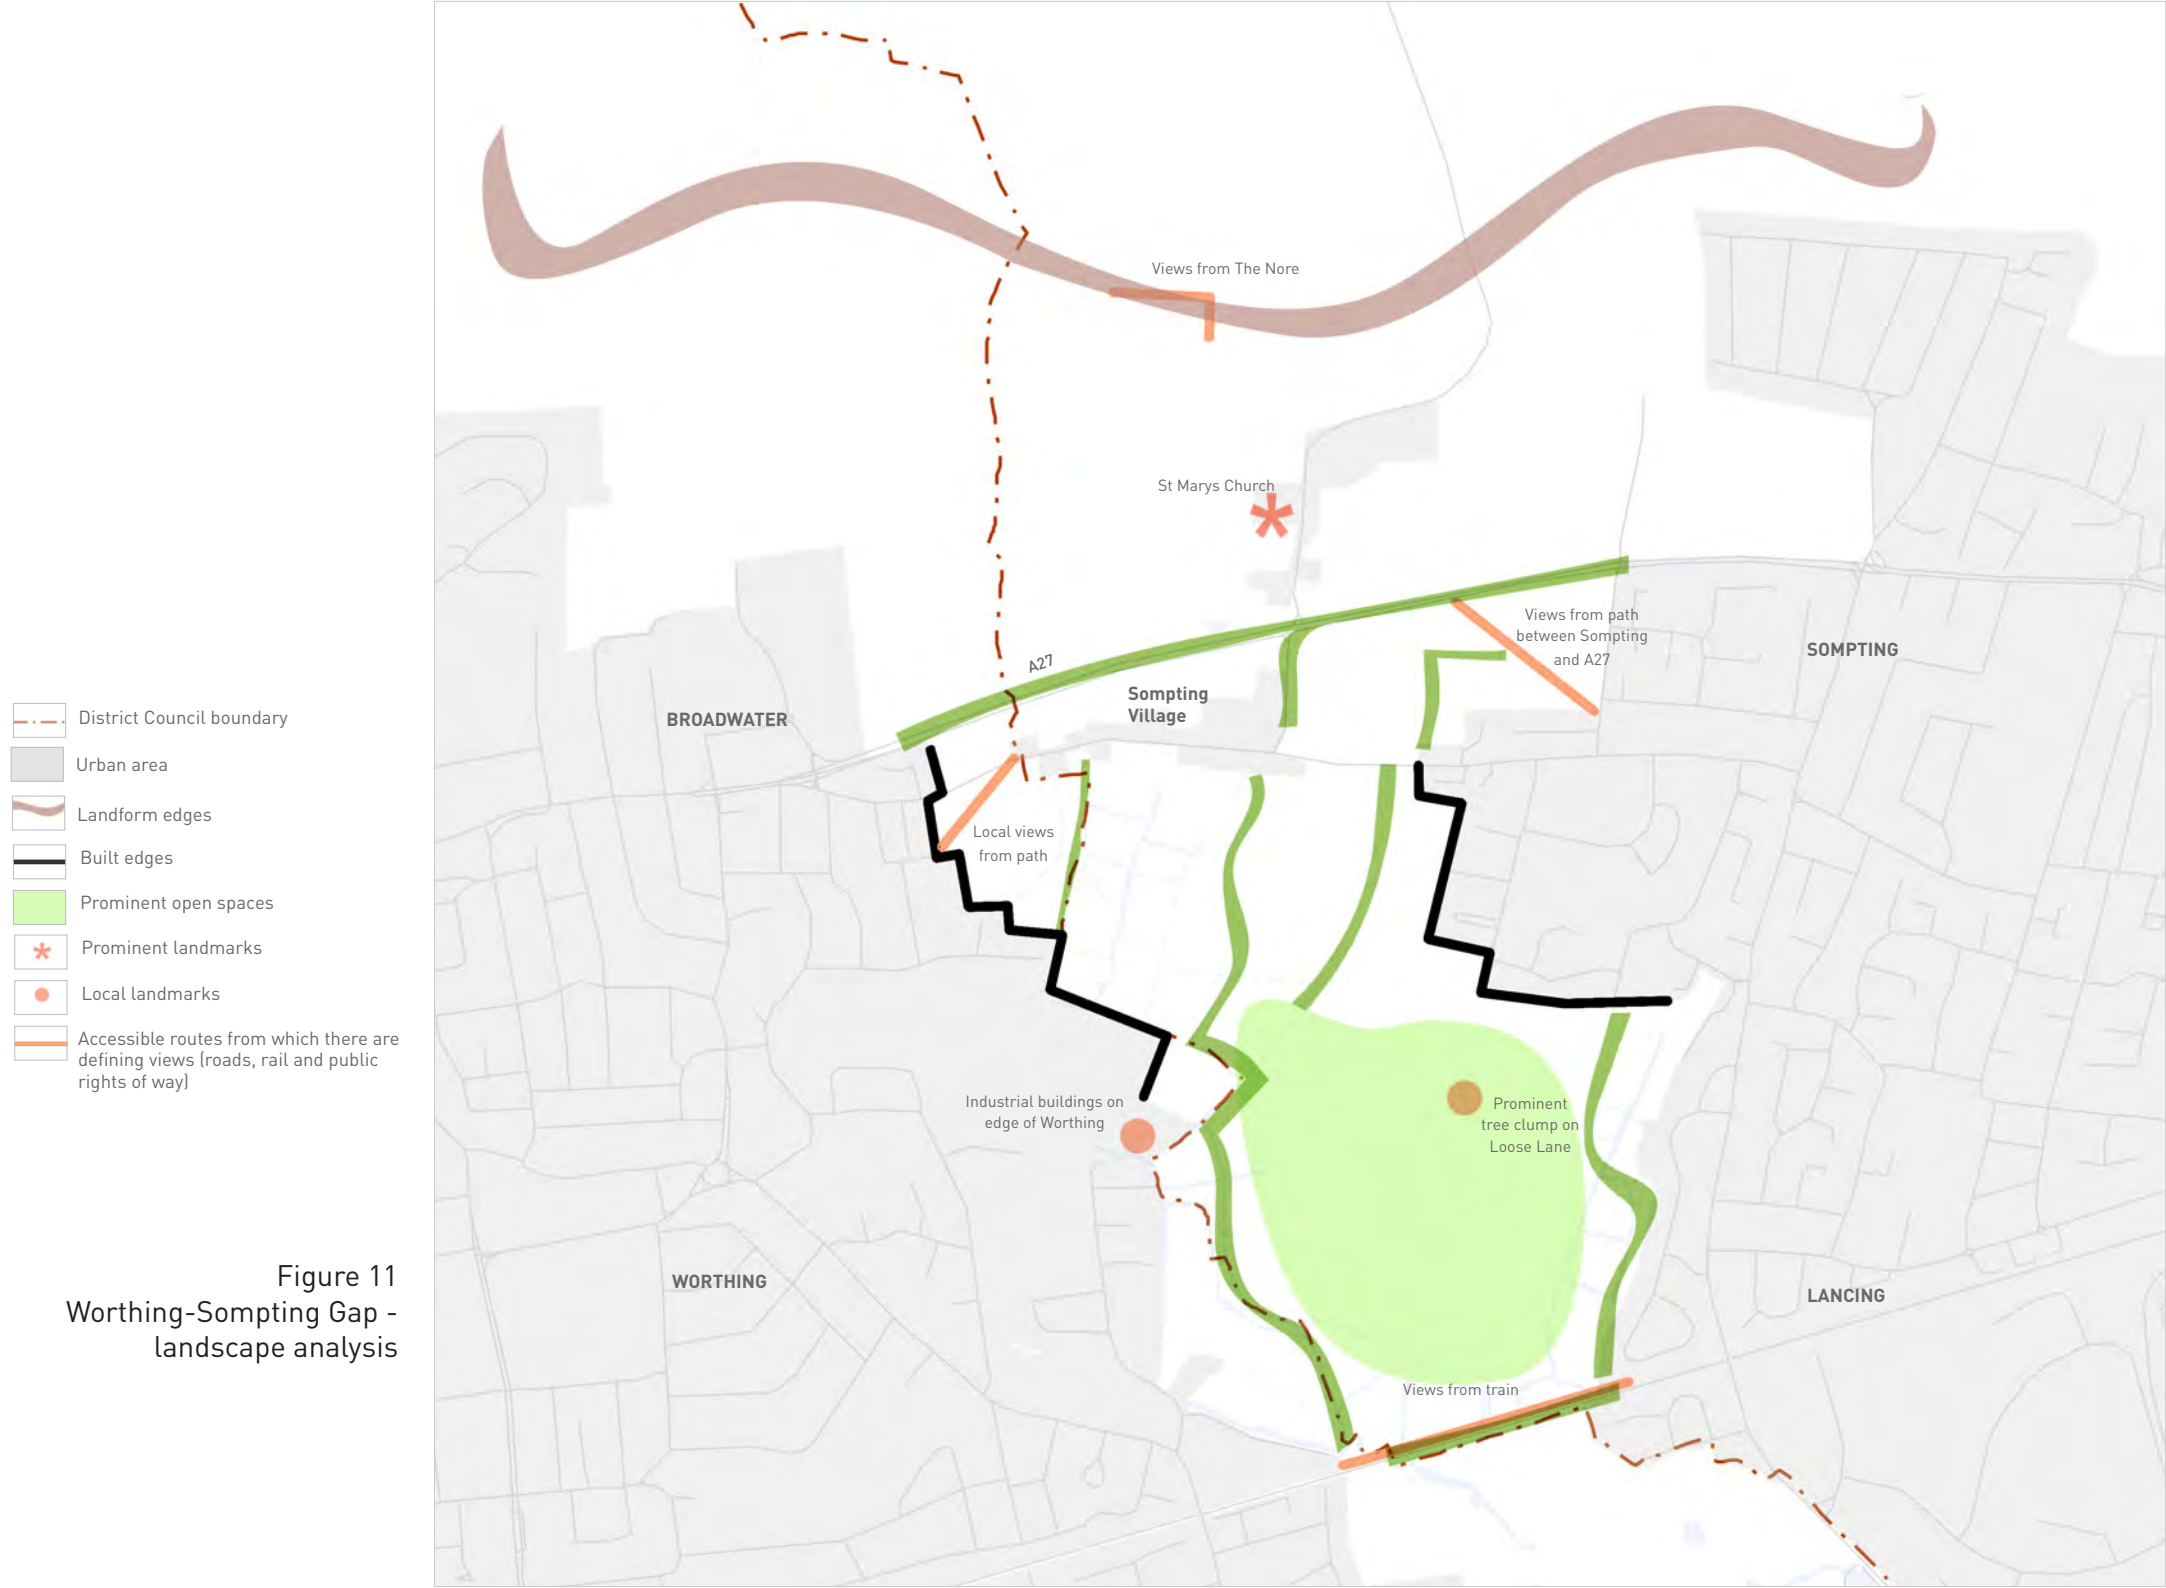 District Council boundary
Urban area
Landform edges
Built edges
Prominent open spaces
Prominent landmarks
Local landmarks
Accessible routes from which there are
defining views (roads, rail and public
rights of way)
Figure 11
Worthing-Sompting Gap -
landscape analysis
Views from The Nore
St Marys Church
Views from path
between Sompting
and A27
SOMPTING
A27
Sompting
Village
BROADWATER
Local views
from path
Industrial buildings on
edge of Worthing
Prominent
tree clump on
Loose Lane
WORTHING
LANCING
Views from train